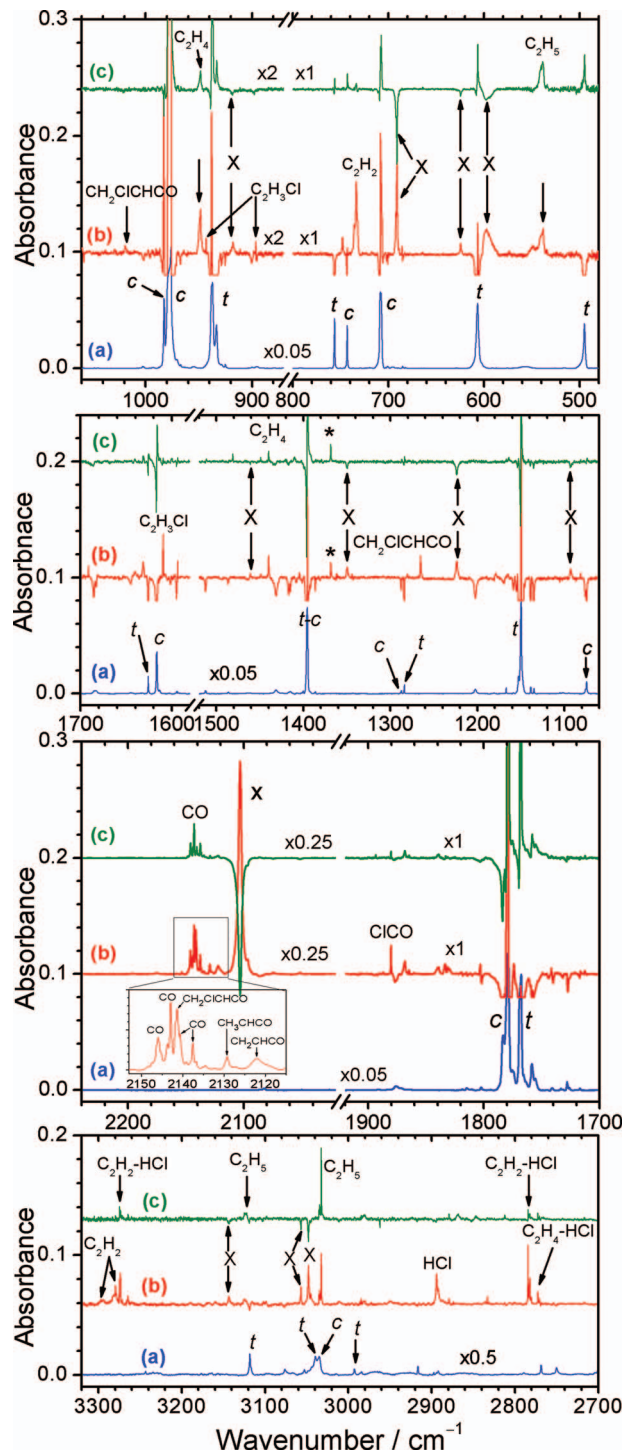 0.3
C₂H₄
x2
x1
C₂H₅
(c)
X
X
X
X
0.2
CH₂ClCHCO
C₂H₃Cl
C₂H₂
(b)
x2
x1
0.1
c
c
t
t
c
c
t
t
(a)
x0.05
0.0
Absorbance
1000
900
800
700
600
500
(c)
C₂H₄
*
0.2
C₂H₃Cl
X
X
X
X
*
CH₂ClCHCO
(b)
0.1
t
c
t-c
c
t
t
c
(a)
x0.05
0.0
Absorbnace
1700
1600
1500
1400
1300
1200
1100
0.3
CO
X
(c)
x0.25
x1
0.2
ClCO
(b)
x0.25
x1
0.1
CO
CH₂ClCHCO
CO
CO
CH₃CHCO
CH₂CHCO
2150
2140
2130
2120
c
t
(a)
x0.05
0.0
Absorbance
2200
2100
1900
1800
1700
0.2
C₂H₂-HCl
C₂H₅
C₂H₅
C₂H₂-HCl
(c)
C₂H₂
X
X
X
HCl
C₂H₄-HCl
0.1
(b)
t
t
c
t
(a)
x0.5
0.0
Absorbance
3300
3200
3100
3000
2900
2800
2700
Wavenumber / cm⁻¹